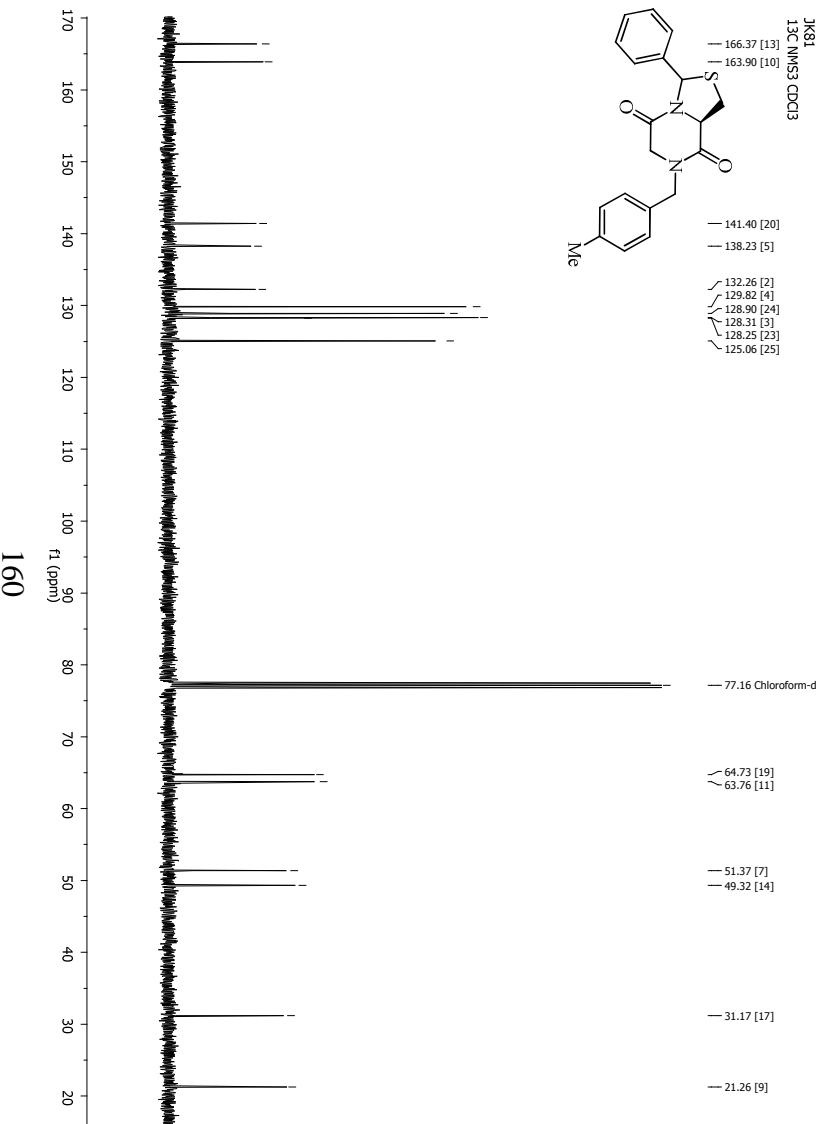 JK81
13C NMS3 CDCl3
166.37 [13]
163.90 [10]
141.40 [20]
138.23 [5]
132.26 [2]
129.82 [4]
128.90 [24]
128.31 [3]
128.25 [23]
125.06 [25]
77.16 Chloroform-d
64.73 [19]
63.76 [11]
51.37 [7]
49.32 [14]
31.17 [17]
21.26 [9]
S
N
O
O
N
Me
170 160 150 140 130 120 110 100 90 80 70 60 50 40 30 20
f1 (ppm)
160